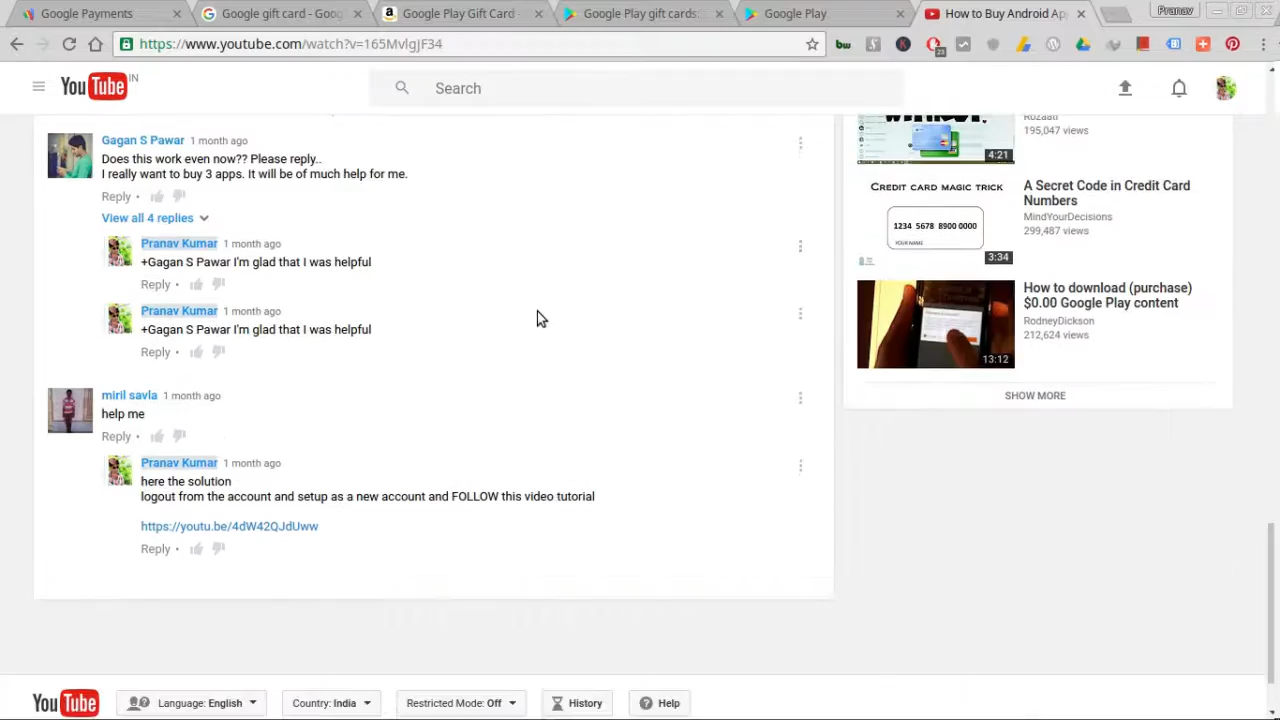 Google Payments
Google gift card - Goog
Google Play Gift Card
Google Play gift cards
Google Play
How to Buy Android Ap
Pranav
https://www.youtube.com/watch?v=165MvlgJF34
23
YouTube IN
Search
Gagan S Pawar 1 month ago
Does this work even now?? Please reply..
I really want to buy 3 apps. It will be much help for me.
Reply •
View all 4 replies
Pranav Kumar 1 month ago
+Gagan S Pawar I'm glad that I was helpful
Reply •
Pranav Kumar 1 month ago
+Gagan S Pawar I'm glad that I was helpful
Reply •
miril savla 1 month ago
help me
Reply •
Pranav Kumar 1 month ago
here the solution
logout from the account and setup as a new account and FOLLOW this video tutorial
https://youtu.be/4dW42QJdUww
Reply •
Rozaati
195,047 views
4:21
CREDIT CARD MAGIC TRICK
1234 5678 8900 0000
YOUR NAME
3:34
A Secret Code in Credit Card
Numbers
MindYourDecisions
299,487 views
13:12
How to download (purchase)
$0.00 Google Play content
RodneyDickson
212,624 views
SHOW MORE
YouTube
Language: English
Country: India
Restricted Mode: Off
History
Help